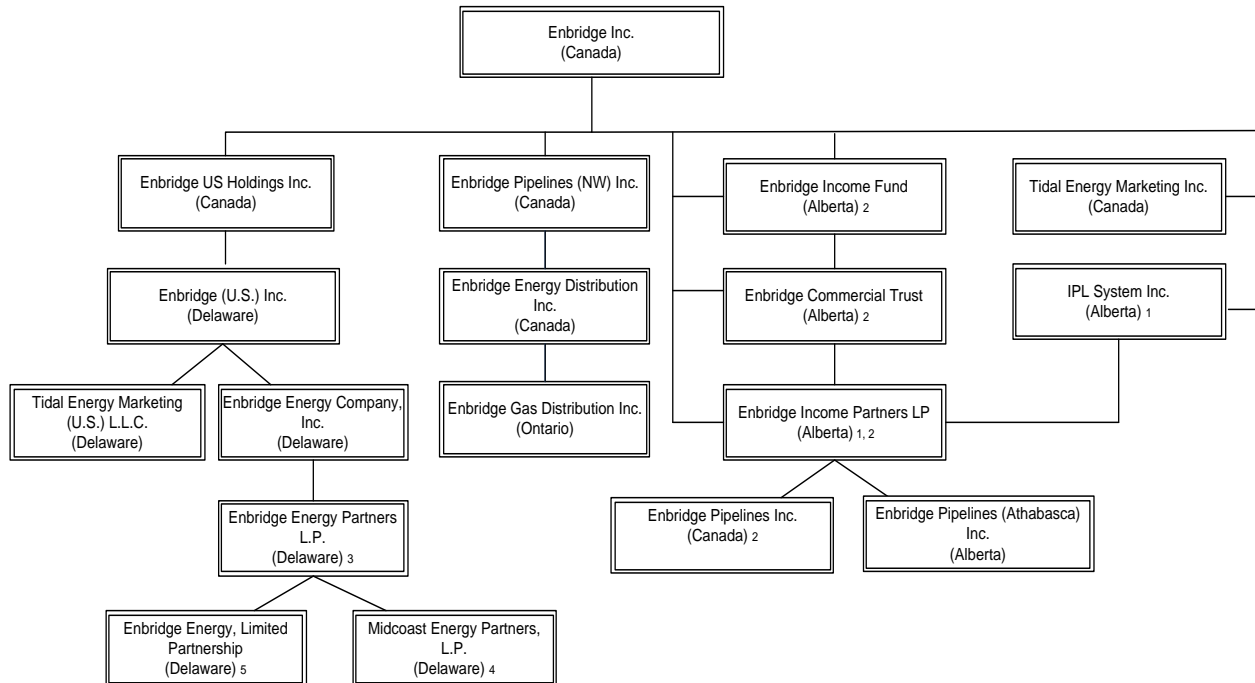 Enbridge Inc.
(Canada)
Enbridge US Holdings Inc.
(Canada)
Enbridge Pipelines (NW) Inc.
(Canada)
Enbridge Income Fund
(Alberta) 2
Tidal Energy Marketing Inc.
(Canada)
Enbridge (U.S.) Inc.
(Delaware)
Enbridge Energy Distribution
Inc.
(Canada)
Enbridge Commercial Trust
(Alberta) 2
IPL System Inc.
(Alberta) 1
Tidal Energy Marketing
(U.S.) L.L.C.
(Delaware)
Enbridge Energy Company,
Inc.
(Delaware)
Enbridge Gas Distribution Inc.
(Ontario)
Enbridge Income Partners LP
(Alberta) 1, 2
Enbridge Energy Partners
L.P.
(Delaware) 3
Enbridge Pipelines Inc.
(Canada) 2
Enbridge Pipelines (Athabasca)
Inc.
(Alberta)
Enbridge Energy, Limited
Partnership
(Delaware) 5
Midcoast Energy Partners,
L.P.
(Delaware) 4